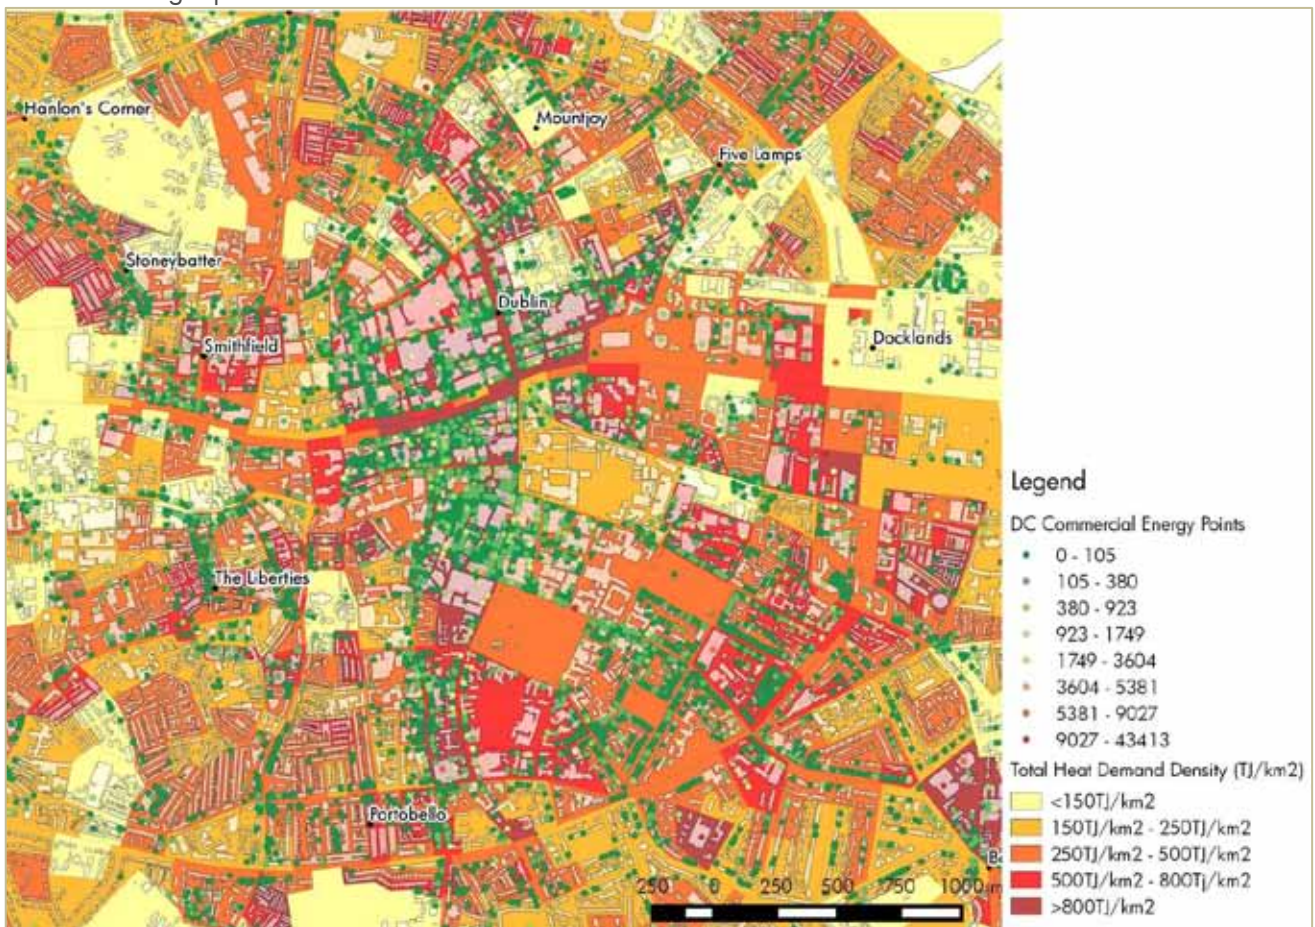 Hanlon's Corner
Mountjoy
Five Lamps
Stoneybatter
Dublin
Smithfield
Docklands
The Liberties
Portobello
250 0 250 500 750 1000 m
Legend
DC Commercial Energy Points
0 - 105
105 - 380
380 - 923
923 - 1749
1749 - 3604
3604 - 5381
5381 - 9027
9027 - 43413
Total Heat Demand Density (TJ/km2)
<150TJ/km2
150TJ/km2 - 250TJ/km2
250TJ/km2 - 500TJ/km2
500TJ/km2 - 800Tj/km2
>800TJ/km2